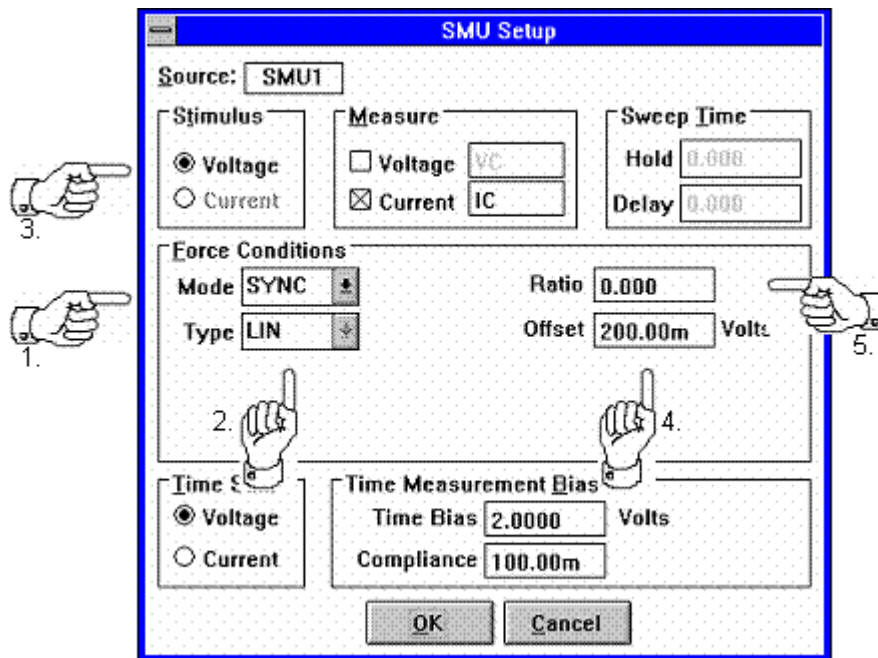 SMU Setup
Source: SMU1
Stimulus
Voltage
Current
Measure
Voltage VC
Current IC
Sweep Time
Hold 0.000
Delay 0.000
3.
Force Conditions
Mode SYNC
Type LIN
Ratio 0.000
Offset 200.00m Volts
1.
2.
4.
5.
Time
Voltage
Current
Time Measurement Bias
Time Bias 2.0000 Volts
Compliance 100.00m
OK
Cancel